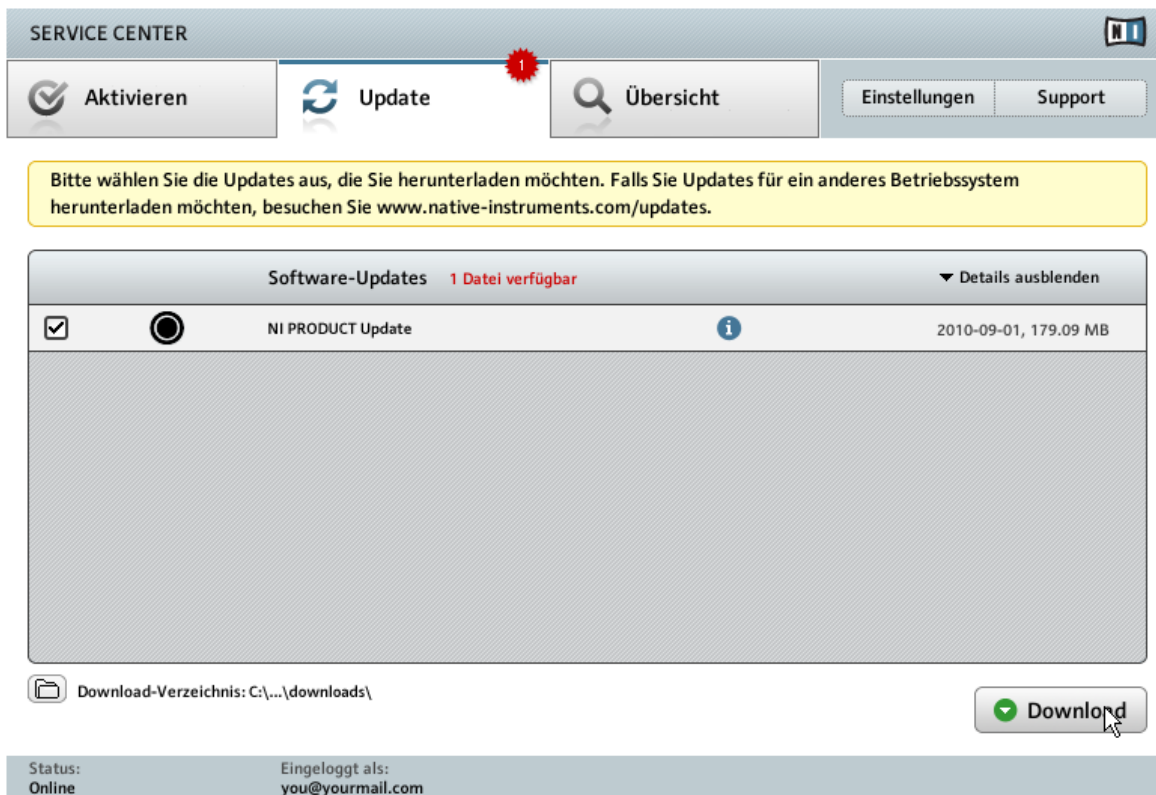 SERVICE CENTER
NI
Aktivieren
Update
1
Übersicht
Einstellungen
Support
Bitte wählen Sie die Updates aus, die Sie herunterladen möchten. Falls Sie Updates für ein anderes Betriebssystem
herunterladen möchten, besuchen Sie www.native-instruments.com/updates.
Software-Updates 1 Datei verfügbar
Details ausblenden
NI PRODUCT Update
2010-09-01, 179.09 MB
Download-Verzeichnis: C:\...\downloads\
Download
Status:
Online
Eingeloggt als:
you@yourmail.com